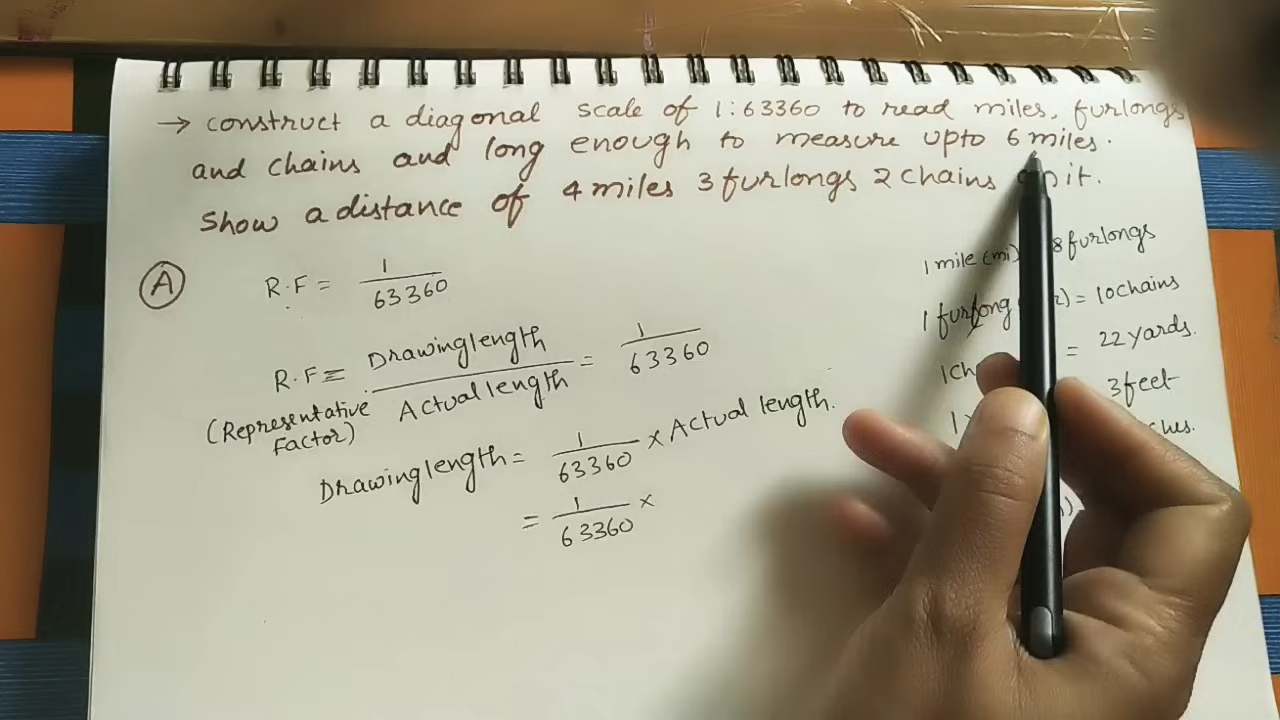 → construct a diagonal scale of 1:63360 to read miles, furlongs
and chains and long enough to measure upto 6 miles.
Show a distance of 4 miles 3 furlongs 2 chains it.
A
R.F = 1/63360
R.F = Drawing length / Actual length = 1/63360
(Representative Factor)
Drawing length = 1/63360 × Actual length.
= 1/63360 ×
1 mile (mi) 8 furlongs
1 furlong = 10 chains
= 22 yards.
3 feet